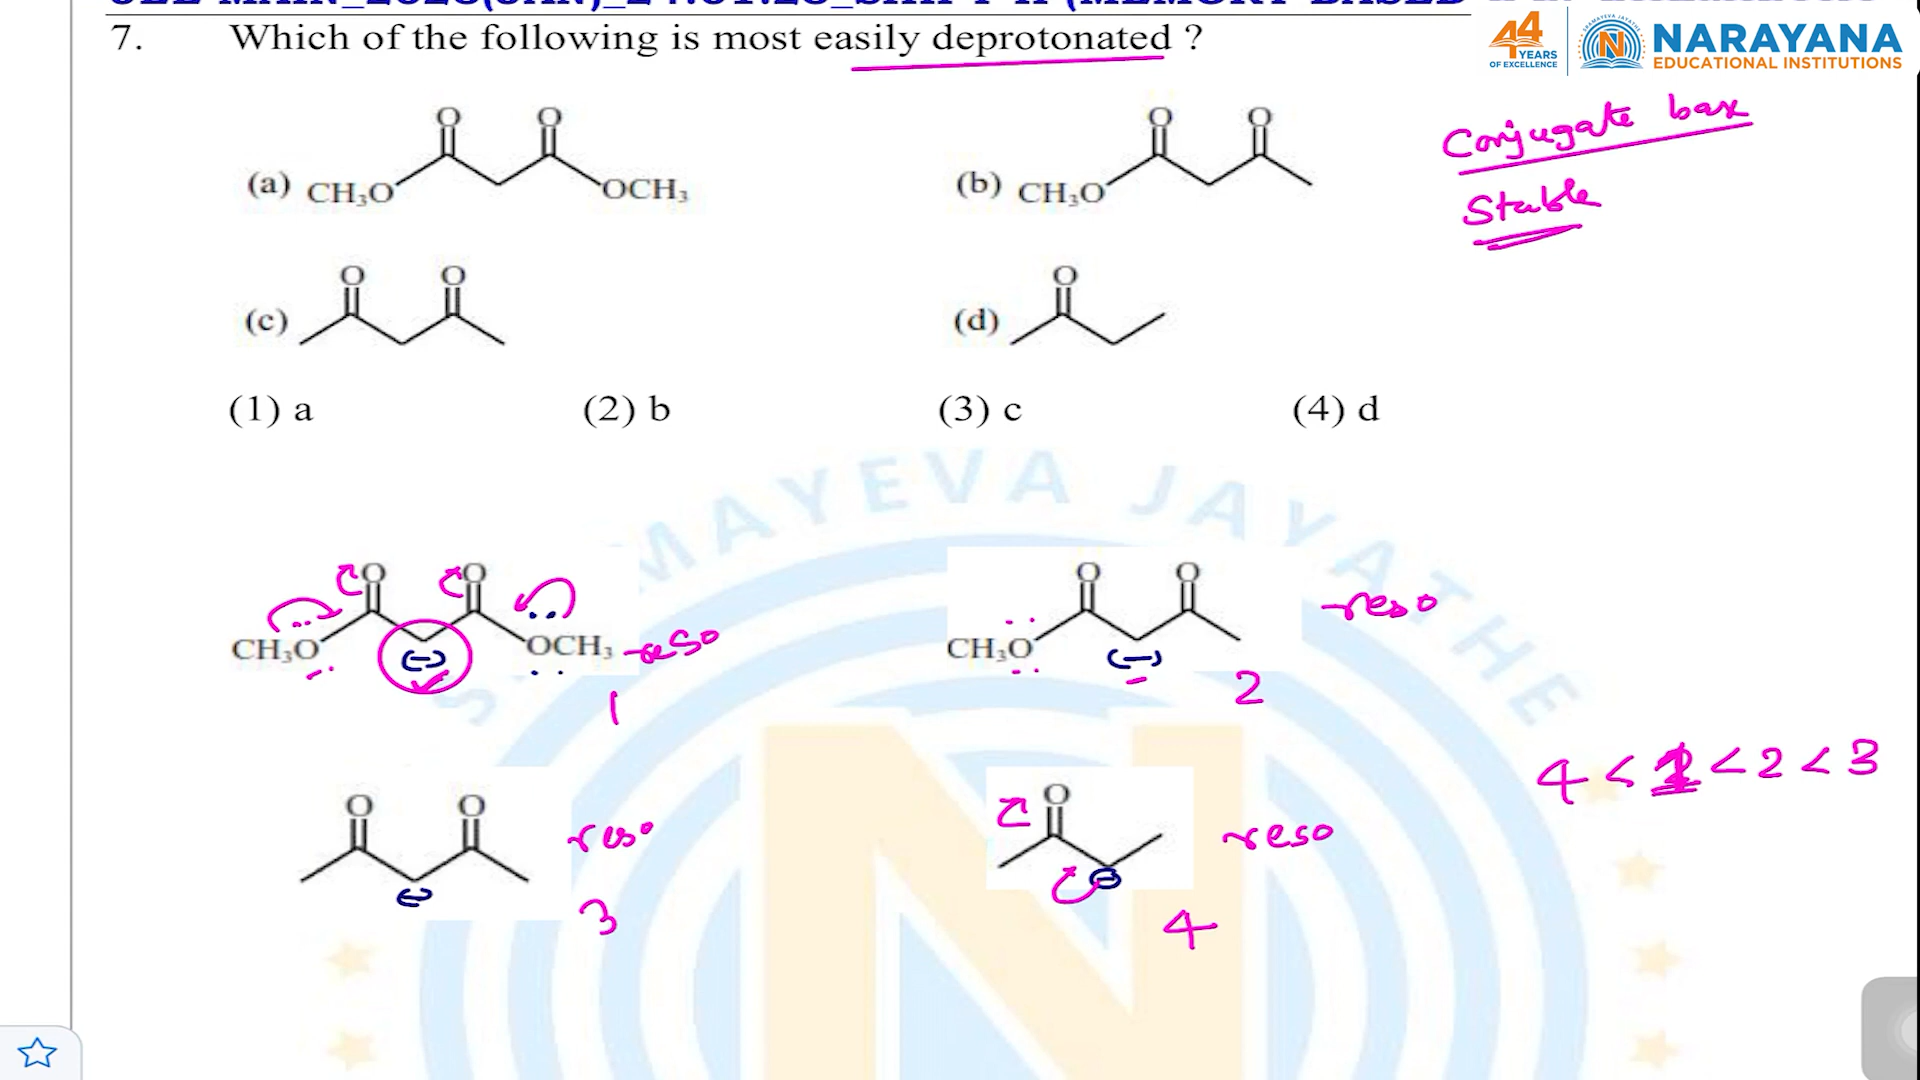 7. Which of the following is most easily deprotonated ?
44 YEARS OF EXCELLENCE
NARAYANA
EDUCATIONAL INSTITUTIONS
Conjugate base
Stable
O O O O
(a) CH₃O OCH₃ (b) CH₃O
O O O
(c) (d)
(1) a (2) b (3) c (4) d
MAYEVA JAYATHE
O O O O
CH₃O (-) OCH₃ reso CH₃O (-) reso
1 2
4 < 1 < 2 < 3
O O reso O reso
3 4